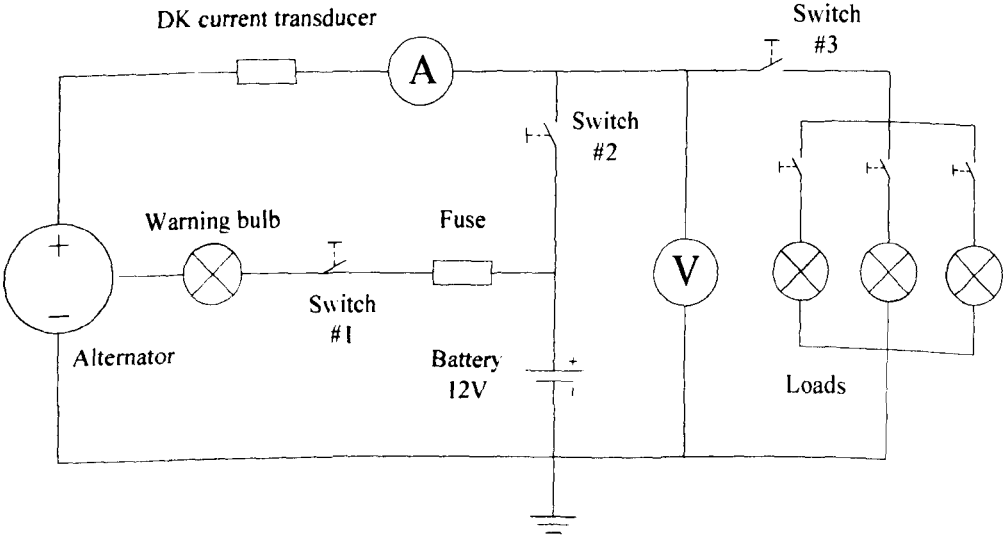 DK current transducer
Switch
#3
A
Switch
#2
Warning bulb
Fuse
+
V
Switch
#1
−
Alternator
Battery
12V
+
Loads